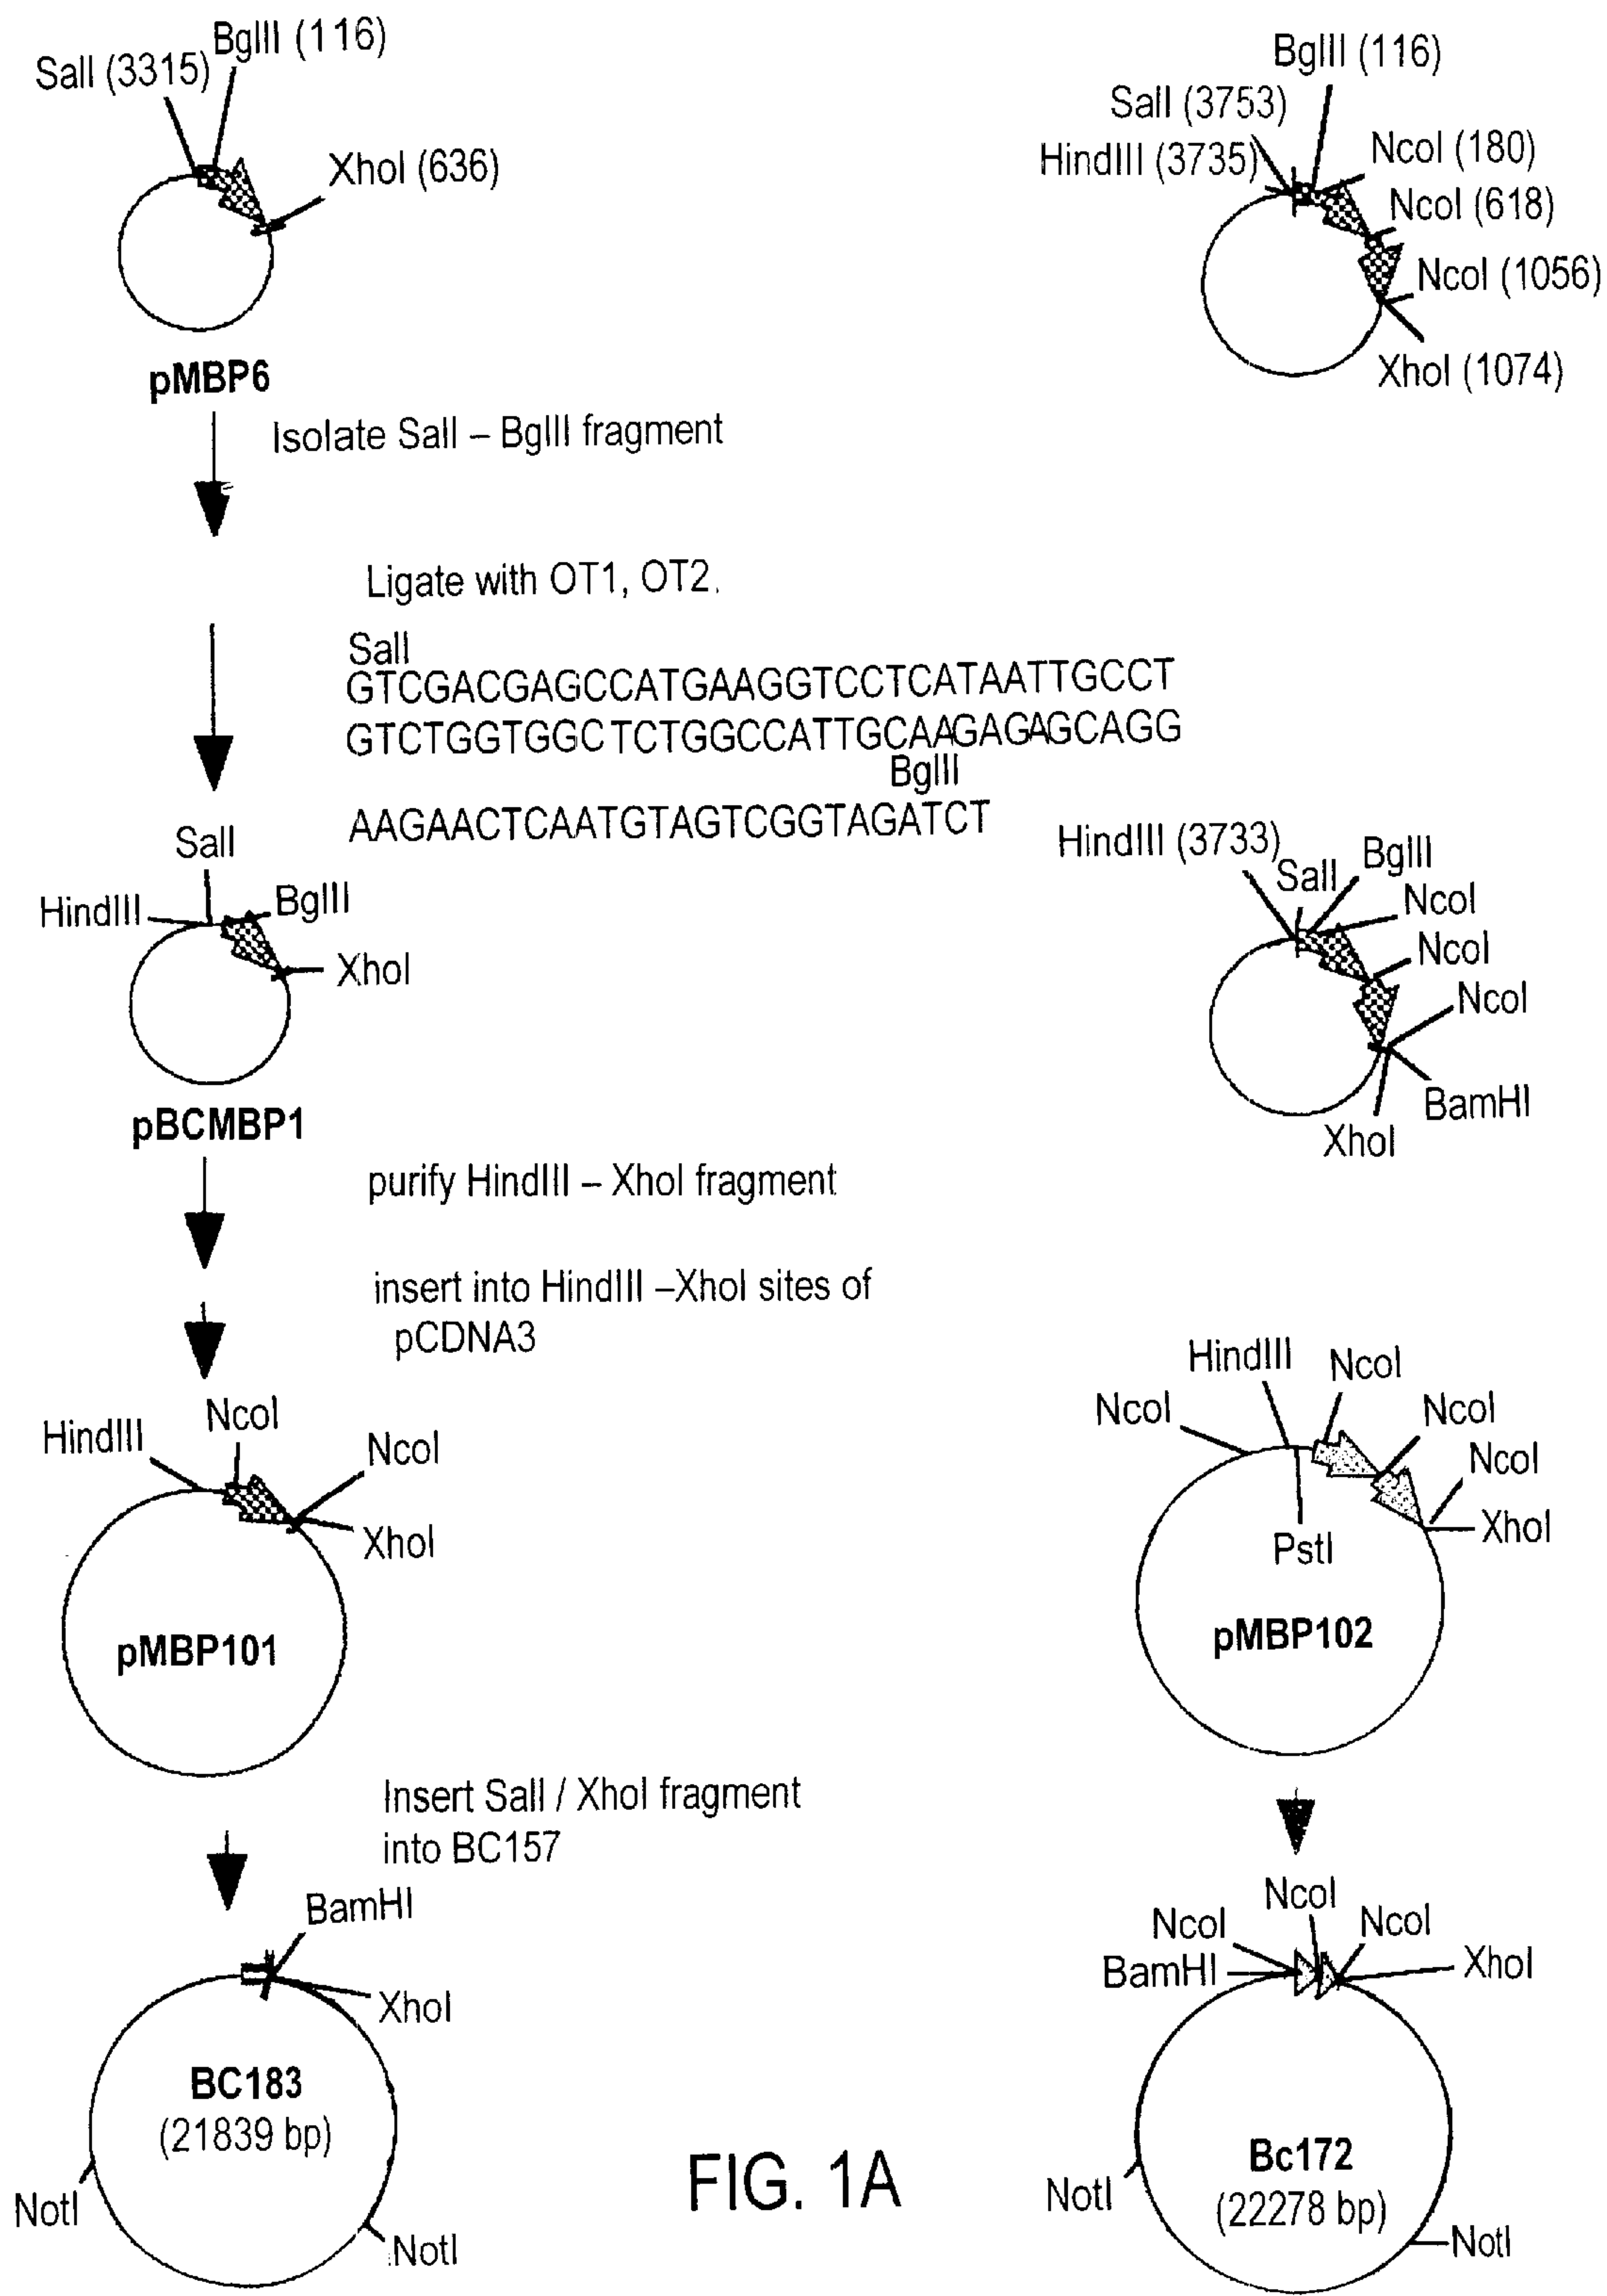 SalI (3315)
BglII (116)
XhoI (636)
pMBP6
Isolate SalI – BglII fragment
Ligate with OT1, OT2.
SalI
GTCGACGAGCCATGAAGGTCCTCATAATTGCCT
GTCTGGTGGCTCTGGCCATTGCAAGAGAGCAGG
BglII
AAGAACTCAATGTAGTCGGTAGATCT
SalI
HindIII
BglII
XhoI
pBCMBP1
purify HindIII – XhoI fragment
insert into HindIII –XhoI sites of
pCDNA3
HindIII
NcoI
NcoI
XhoI
pMBP101
Insert SalI / XhoI fragment
into BC157
BamHI
XhoI
BC183
(21839 bp)
NotI
NotI
BglII (116)
SalI (3753)
HindIII (3735)
NcoI (180)
NcoI (618)
NcoI (1056)
XhoI (1074)
HindIII (3733)
SalI
BglII
NcoI
NcoI
NcoI
BamHI
XhoI
HindIII
NcoI
NcoI
NcoI
NcoI
XhoI
PstI
pMBP102
NcoI
NcoI
NcoI
BamHI
XhoI
Bc172
(22278 bp)
NotI
NotI
FIG. 1A